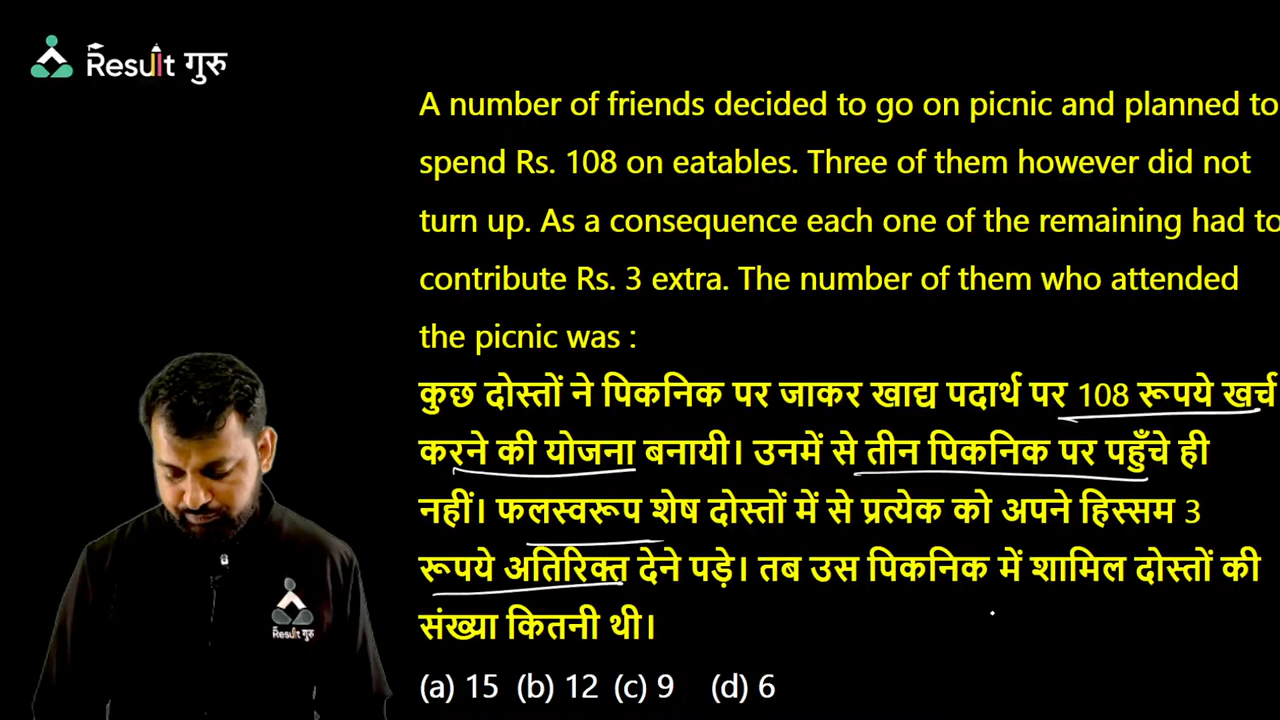 Result गुरु
A number of friends decided to go on picnic and planned to
spend Rs. 108 on eatables. Three of them however did not
turn up. As a consequence each one of the remaining had to
contribute Rs. 3 extra. The number of them who attended
the picnic was :
कुछ दोस्तों ने पिकनिक पर जाकर खाद्य पदार्थ पर 108 रूपये खर्च
करने की योजना बनायी। उनमें से तीन पिकनिक पर पहुँचे ही
नहीं। फलस्वरूप शेष दोस्तों में से प्रत्येक को अपने हिस्सम 3
रूपये अतिरिक्त देने पड़े। तब उस पिकनिक में शामिल दोस्तों की
संख्या कितनी थी।
(a) 15 (b) 12 (c) 9 (d) 6
Result गुरु